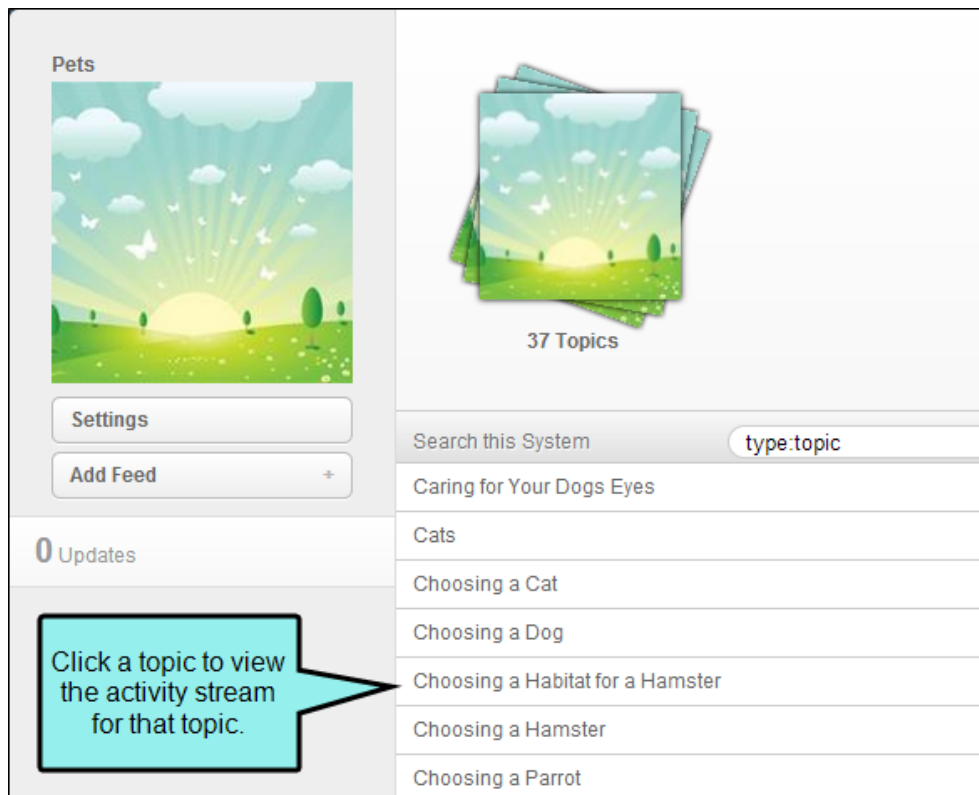 Pets
Settings
Add Feed +
0 Updates
Click a topic to view
the activity stream
for that topic.
37 Topics
Search this System type:topic
Caring for Your Dogs Eyes
Cats
Choosing a Cat
Choosing a Dog
Choosing a Habitat for a Hamster
Choosing a Hamster
Choosing a Parrot